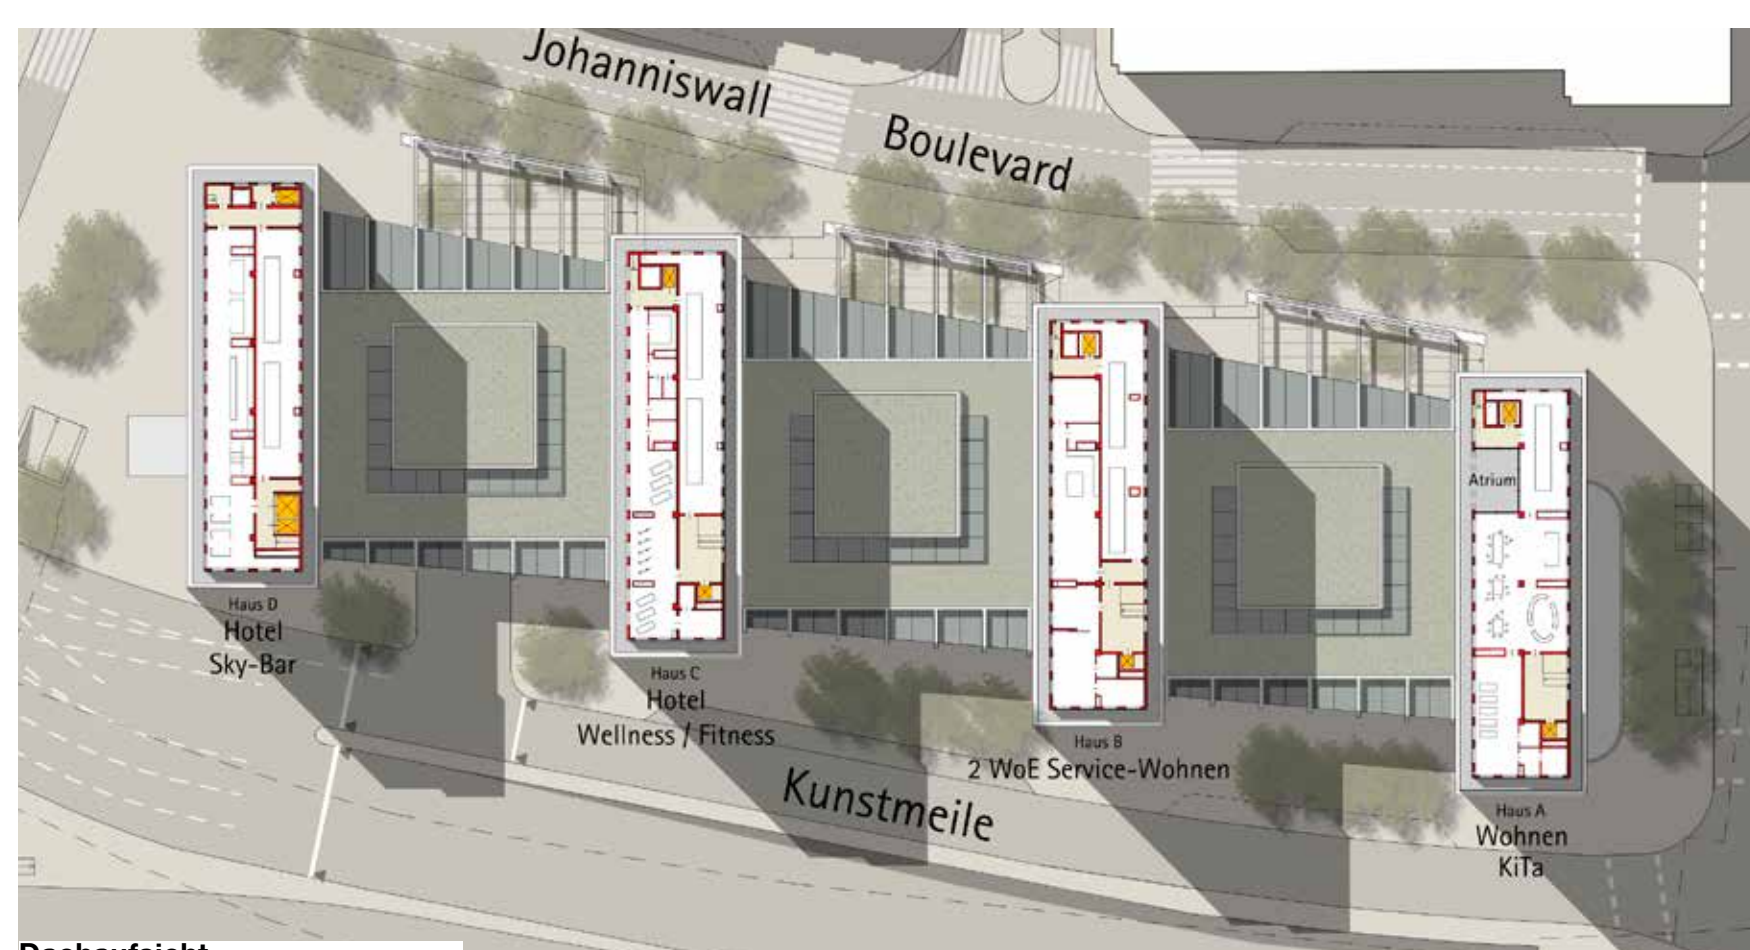 Johanniswall
Boulevard
Atrium
Haus D
Hotel
Sky-Bar
Haus C
Hotel
Wellness / Fitness
Haus B
2 WoE Service-Wohnen
Kunstmeile
Haus A
Wohnen
KiTa
Dachaufsicht